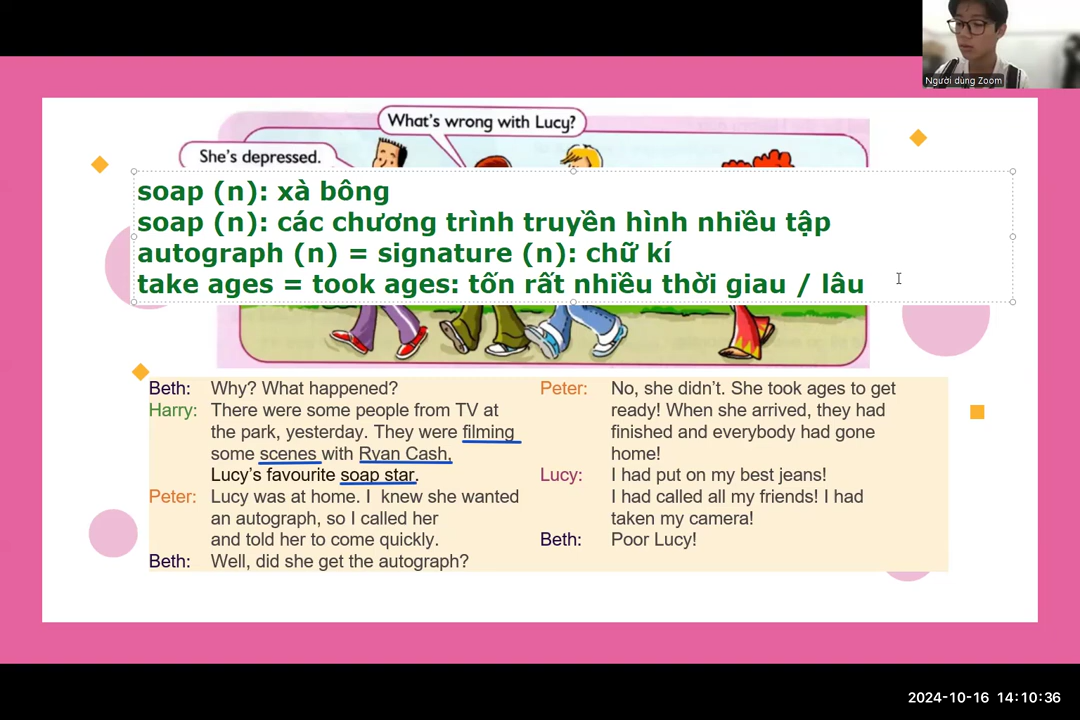 Người dùng Zoom
What's wrong with Lucy?
She's depressed.
soap (n): xà bông
soap (n): các chương trình truyền hình nhiều tập
autograph (n) = signature (n): chữ kí
take ages = took ages: tốn rất nhiều thời giau / lâu
Beth: Why? What happened?
Harry: There were some people from TV at
the park, yesterday. They were filming
some scenes with Ryan Cash,
Lucy's favourite soap star.
Peter: Lucy was at home. I knew she wanted
an autograph, so I called her
and told her to come quickly.
Beth: Well, did she get the autograph?
Peter: No, she didn't. She took ages to get
ready! When she arrived, they had
finished and everybody had gone
home!
Lucy: I had put on my best jeans!
I had called all my friends! I had
taken my camera!
Beth: Poor Lucy!
2024-10-16 14:10:36